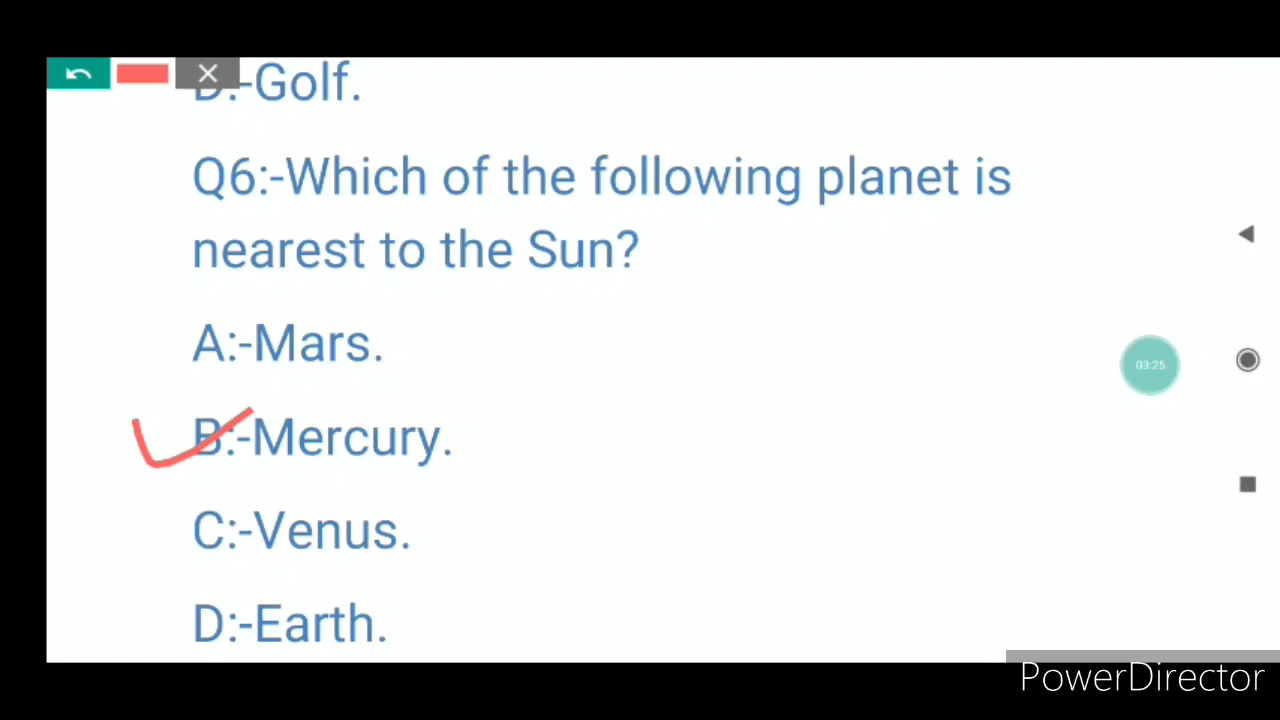 D:-Golf.
Q6:-Which of the following planet is
nearest to the Sun?
A:-Mars.
03:25
B:-Mercury.
C:-Venus.
D:-Earth.
PowerDirector